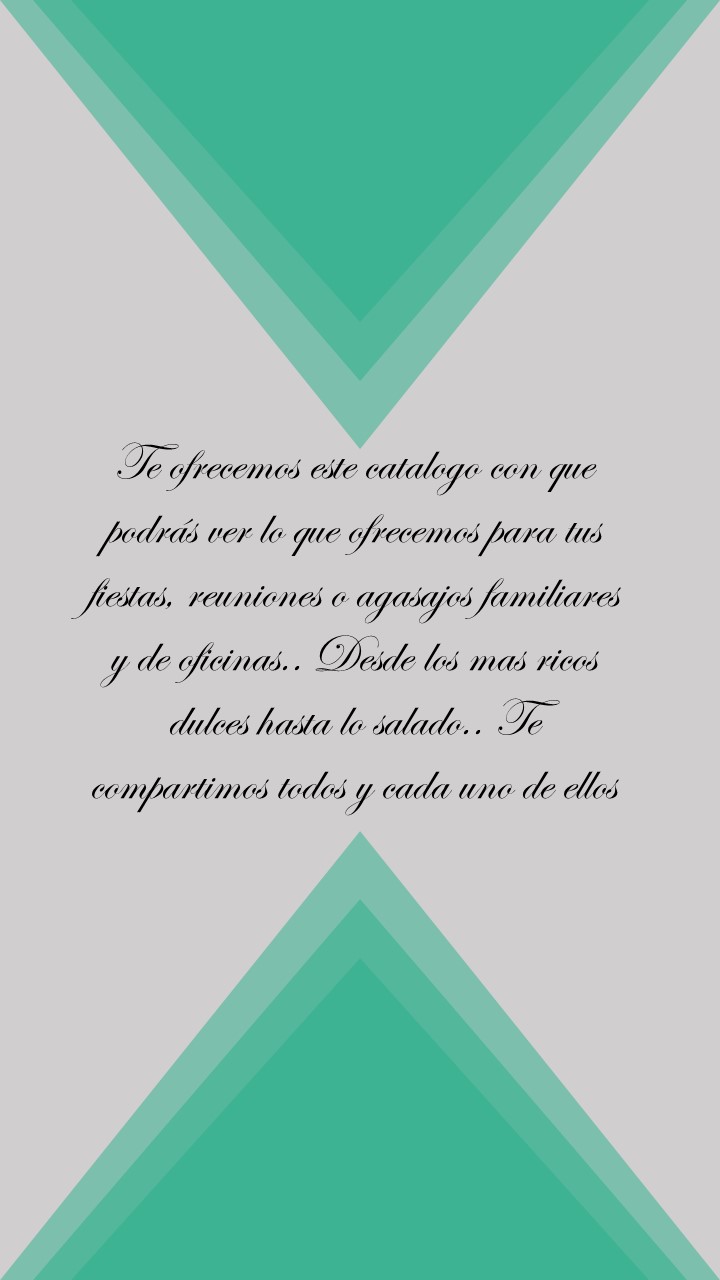 Te ofrecemos este catalogo con que
podrás ver lo que ofrecemos para tus
fiestas, reuniones o agasajos familiares
y de oficinas.. Desde los mas ricos
dulces hasta lo salado.. Te
compartimos todos y cada uno de ellos